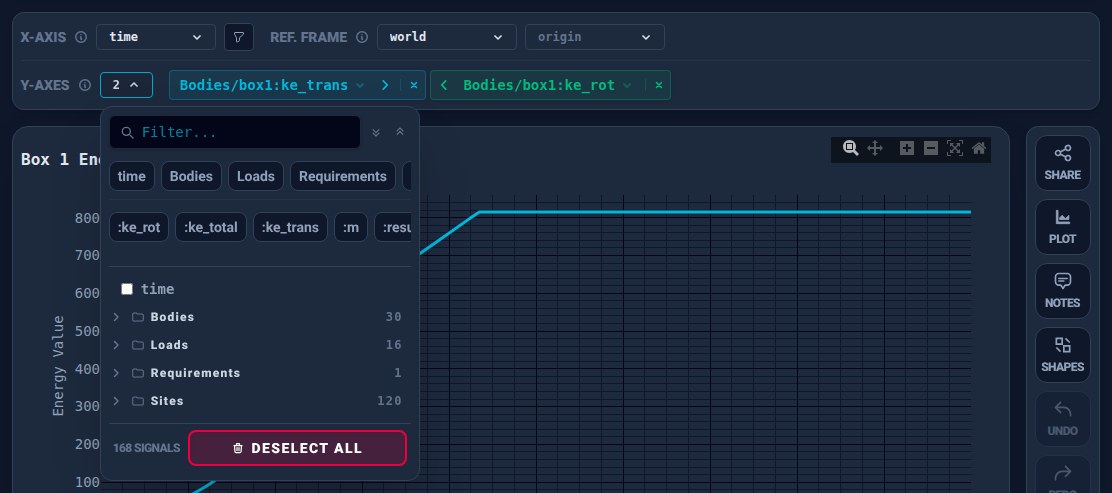 X-AXIS time REF. FRAME world origin
Y-AXES 2 Bodies/box1:ke_trans Bodies/box1:ke_rot
Filter...
Box 1 En
time Bodies Loads Requirements
:ke_rot :ke_total :ke_trans :m :resu
time
Bodies 30
Loads 16
Requirements 1
Sites 120
168 SIGNALS DESELECT ALL
Energy Value
800
700
600
500
400
300
200
100
SHARE
PLOT
NOTES
SHAPES
UNDO